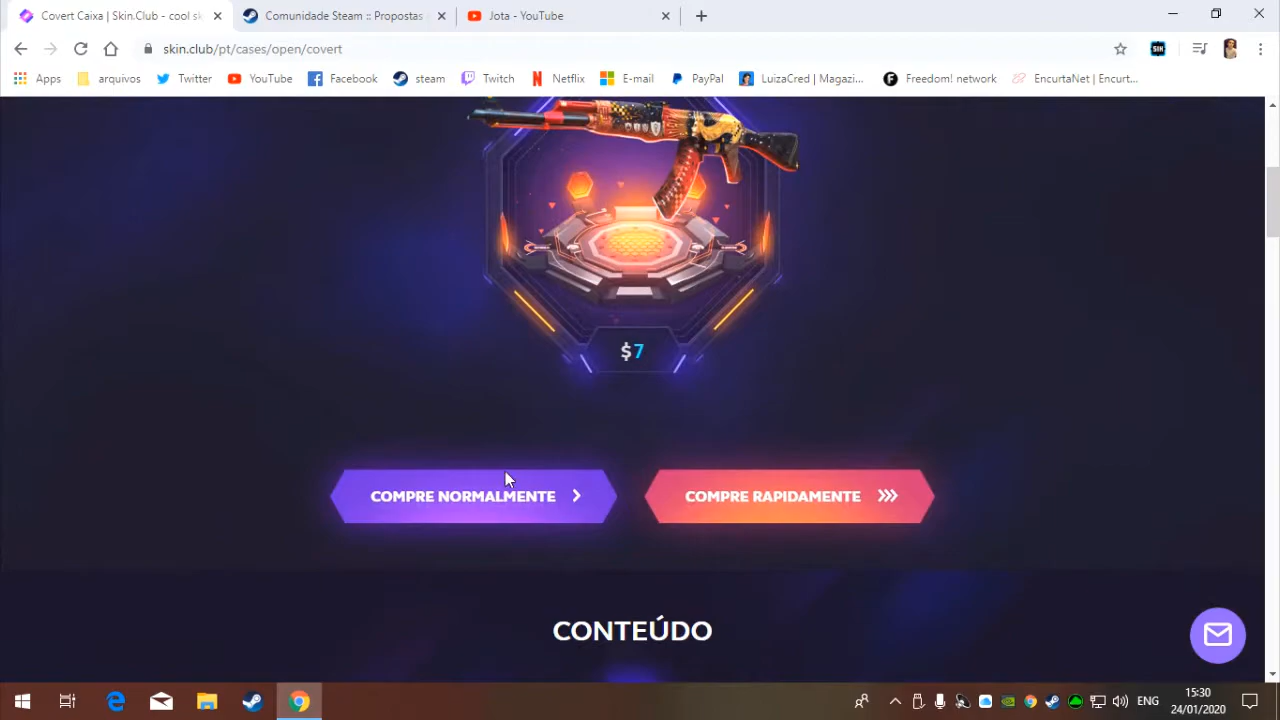 Covert Caixa | Skin.Club - cool sk
Comunidade Steam :: Propostas
Jota - YouTube
skin.club/pt/cases/open/covert
SIH
Apps
arquivos
Twitter
YouTube
Facebook
steam
Twitch
Netflix
E-mail
PayPal
LuizaCred | Magazi...
Freedom! network
EncurtaNet | Encurt...
$7
COMPRE NORMALMENTE
COMPRE RAPIDAMENTE
CONTEÚDO
ENG
15:30
24/01/2020